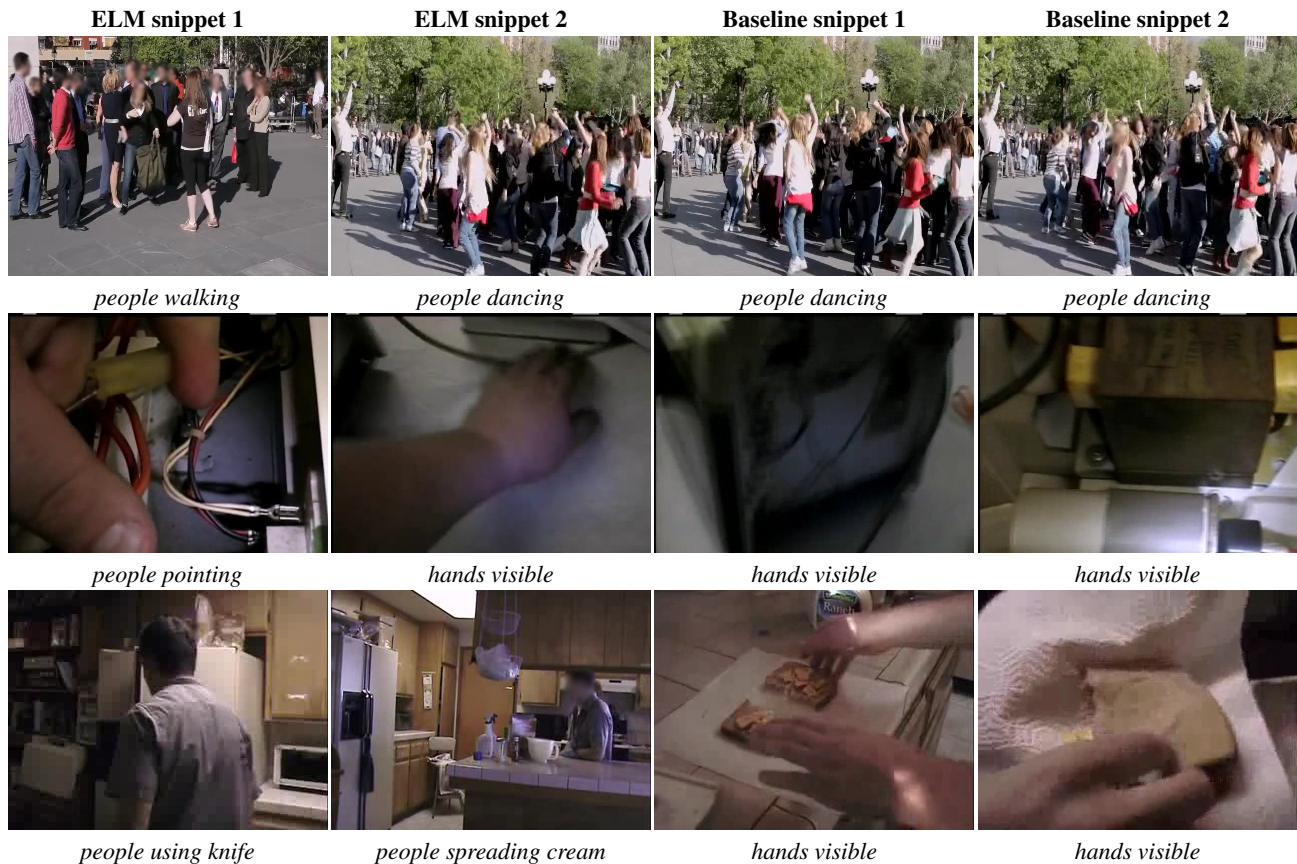 ELM snippet 1 ELM snippet 2 Baseline snippet 1 Baseline snippet 2
people walking people dancing people dancing people dancing
people pointing hands visible hands visible hands visible
Ranch
people using knife people spreading cream hands visible hands visible